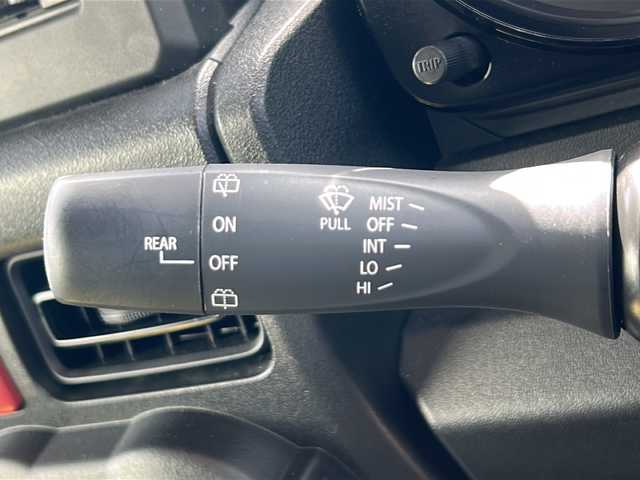 TRIP
ON
REAR
OFF
PULL
MIST
OFF
INT
LO
HI